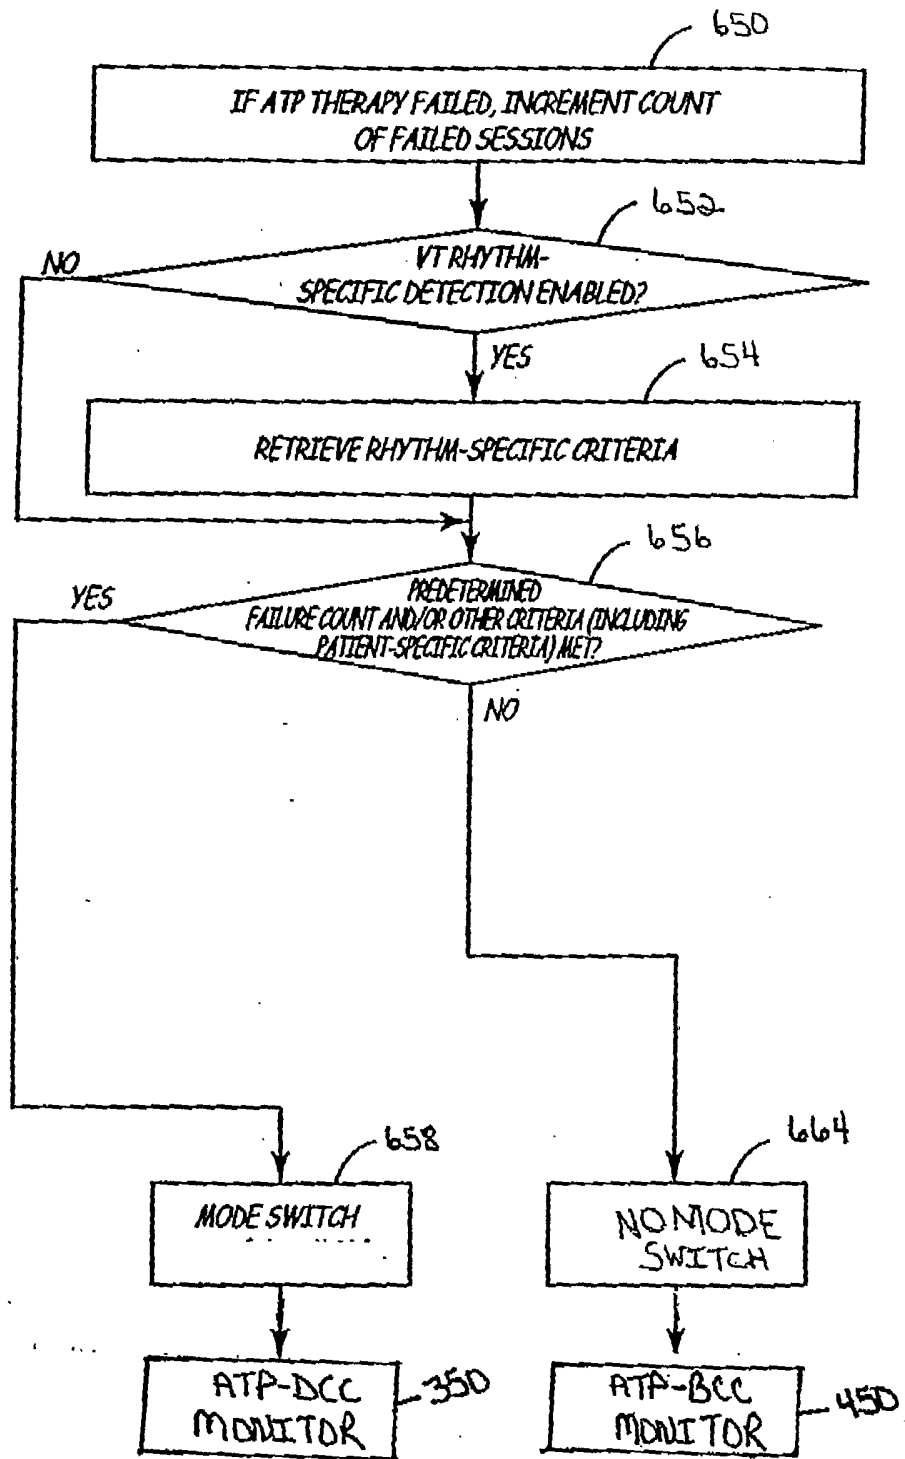 650
IF ATP THERAPY FAILED, INCREMENT COUNT
OF FAILED SESSIONS
652
NO
VT RHYTHM-
SPECIFIC DETECTION ENABLED?
YES
654
RETRIEVE RHYTHM-SPECIFIC CRITERIA
656
YES
PREDETERMINED
FAILURE COUNT AND/OR OTHER CRITERIA (INCLUDING
PATIENT-SPECIFIC CRITERIA) MET?
NO
658
664
MODE SWITCH
NO MODE
SWITCH
ATP-DCC
MONITOR
350
ATP-BCC
MONITOR
450